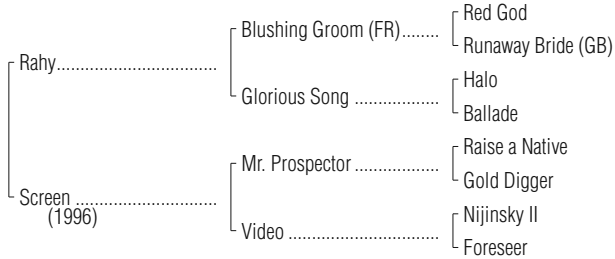 Red God
Blushing Groom (FR)........
Runaway Bride (GB)
Rahy.....................................
Halo
Glorious Song ...................
Ballade
Raise a Native
Mr. Prospector ...................
Gold Digger
Screen ................................
(1996)
Nijinsky II
Video ..................................
Foreseer